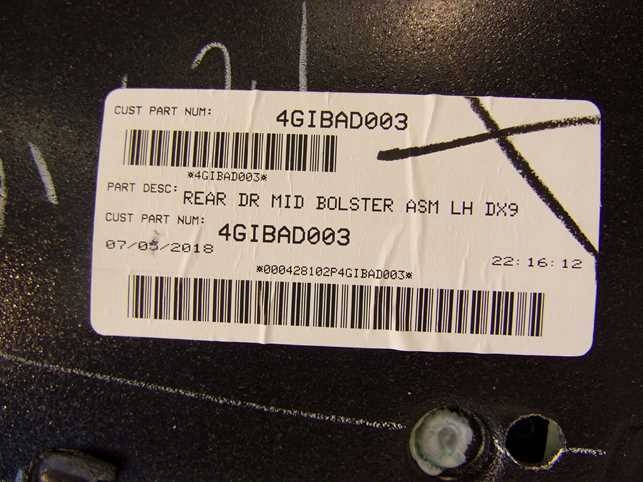 CUST PART NUM: 4GIBAD003
*4GIBAD003*
PART DESC: REAR DR MID BOLSTER ASM LH DX9
CUST PART NUM: 4GIBAD003
07/05/2018 22:16:12
*000428102P4GIBAD003*